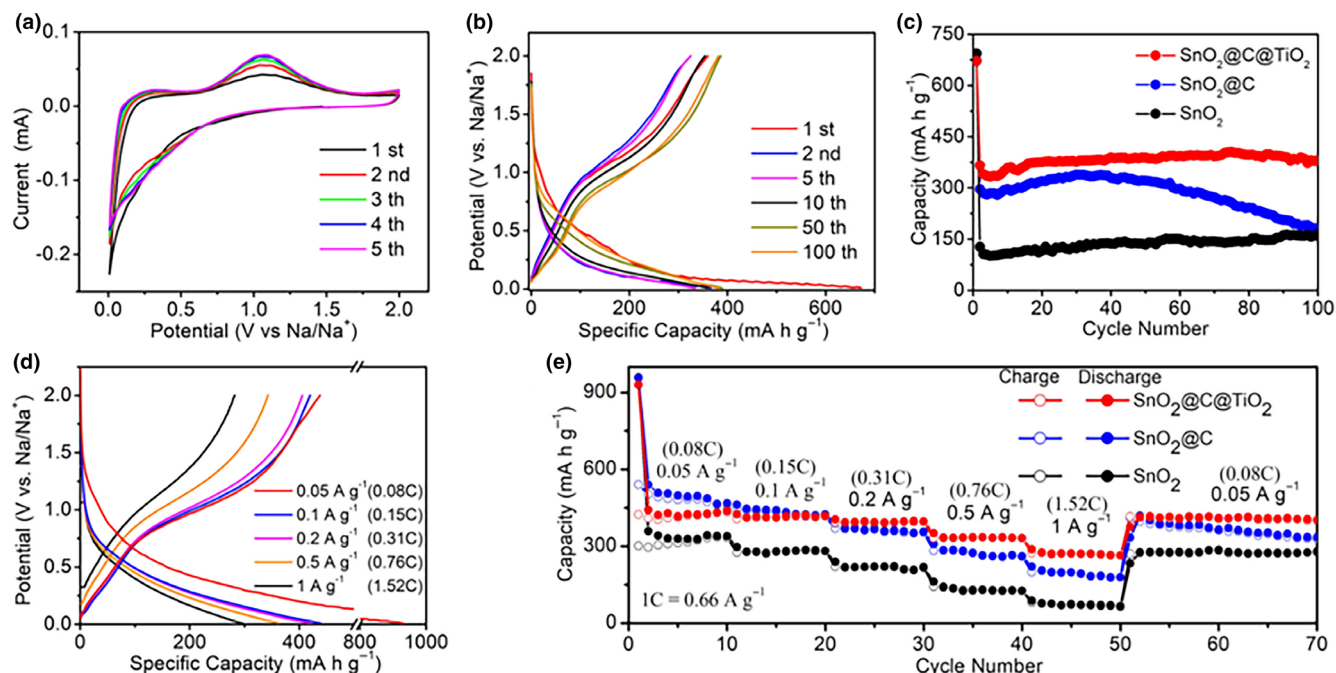 (a)
0.1
0.0
-0.1
-0.2
Current (mA)
1 st
2 nd
3 th
4 th
5 th
0.0 0.5 1.0 1.5 2.0
Potential (V vs Na/Na⁺)
(b)
2.0
1.5
1.0
0.5
0.0
Potential (V vs. Na/Na⁺)
1 st
2 nd
5 th
10 th
50 th
100 th
0 200 400 600
Specific Capacity (mA h g⁻¹)
(c)
750
600
450
300
150
0
Capacity (mA h g⁻¹)
SnO₂@C@TiO₂
SnO₂@C
SnO₂
0 20 40 60 80 100
Cycle Number
(d)
2.0
1.5
1.0
0.5
0.0
Potential (V vs. Na/Na⁺)
0.05 A g⁻¹(0.08C)
0.1 A g⁻¹ (0.15C)
0.2 A g⁻¹ (0.31C)
0.5 A g⁻¹ (0.76C)
1 Ag⁻¹ (1.52C)
0 200 400 800 1000
Specific Capacity (mA h g⁻¹)
(e)
900
600
300
0
Capacity (mA h g⁻¹)
Charge Discharge
SnO₂@C@TiO₂
SnO₂@C
SnO₂
(0.08C)
0.05 A g⁻¹
(0.15C)
0.1 A g⁻¹
(0.31C)
0.2 A g⁻¹
(0.76C)
0.5 A g⁻¹
(1.52C)
1 A g⁻¹
(0.08C)
0.05 A g⁻¹
1C = 0.66 A g⁻¹
0 10 20 30 40 50 60 70
Cycle Number